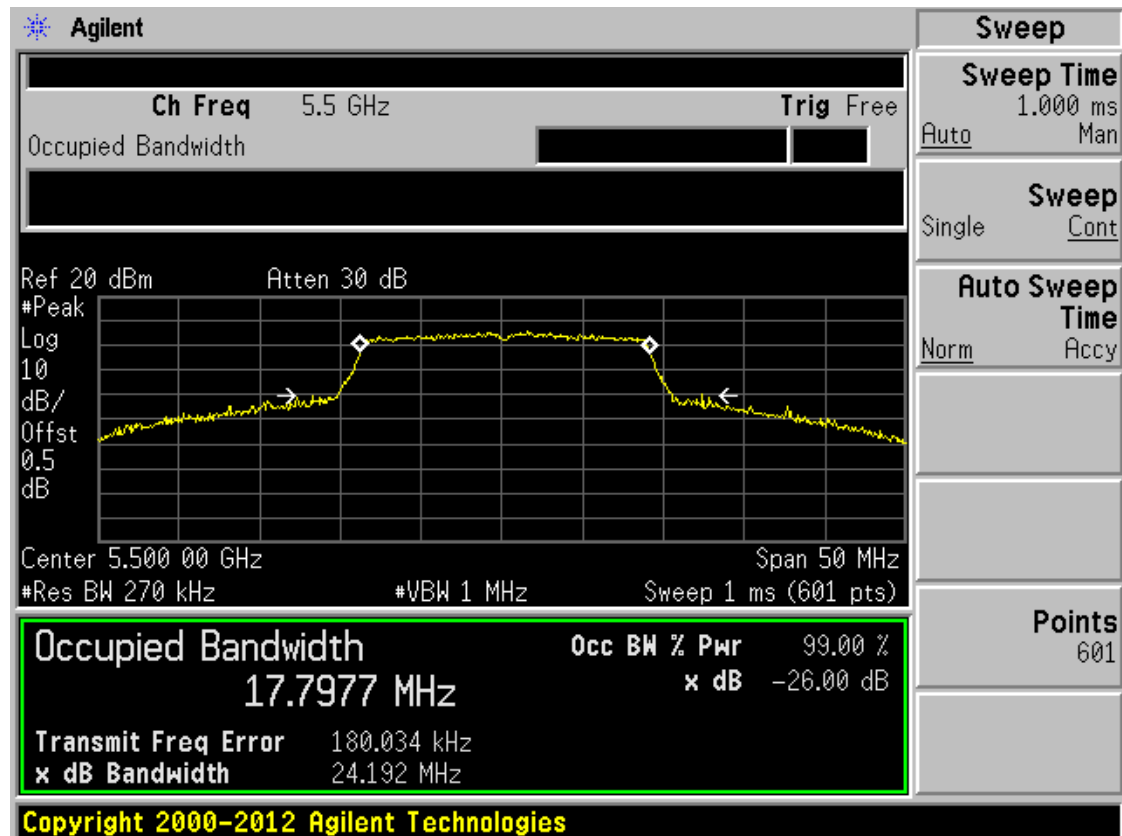 Agilent
Sweep
Ch Freq 5.5 GHz Trig Free
Occupied Bandwidth
Sweep Time
1.000 ms
Auto Man
Sweep
Single Cont
Auto Sweep
Time
Norm Accy
Points
601
Ref 20 dBm Atten 30 dB
#Peak
Log
10
dB/
Offst
0.5
dB
Center 5.500 00 GHz Span 50 MHz
#Res BW 270 kHz #VBW 1 MHz Sweep 1 ms (601 pts)
Occupied Bandwidth Occ BW % Pwr 99.00 %
17.7977 MHz x dB -26.00 dB
Transmit Freq Error 180.034 kHz
x dB Bandwidth 24.192 MHz
Copyright 2000-2012 Agilent Technologies